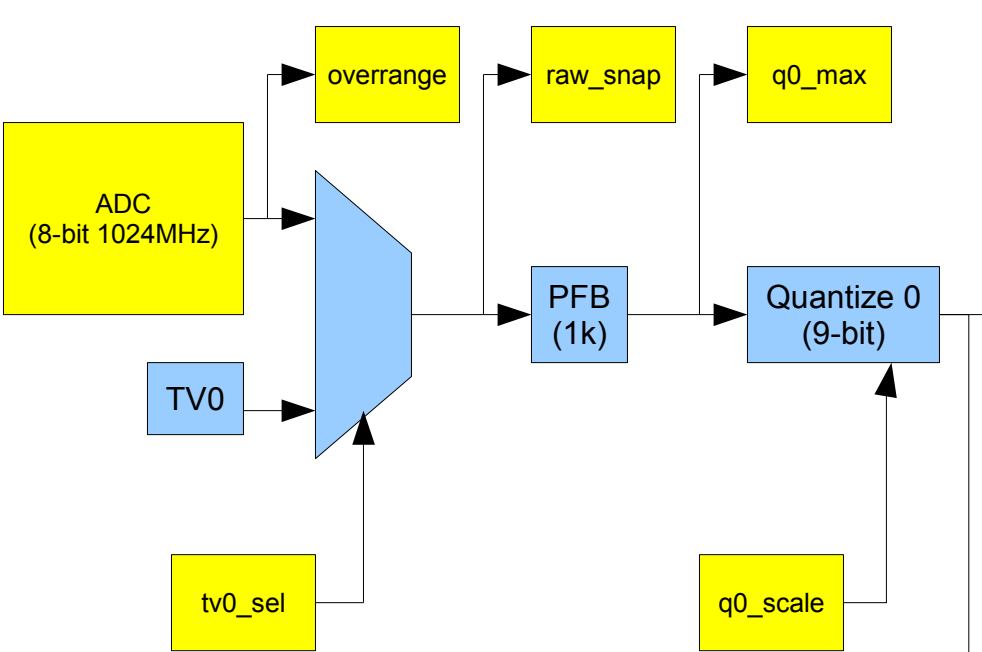 overrange
raw_snap
q0_max
ADC
(8-bit 1024MHz)
PFB
(1k)
Quantize 0
(9-bit)
TV0
tv0_sel
q0_scale